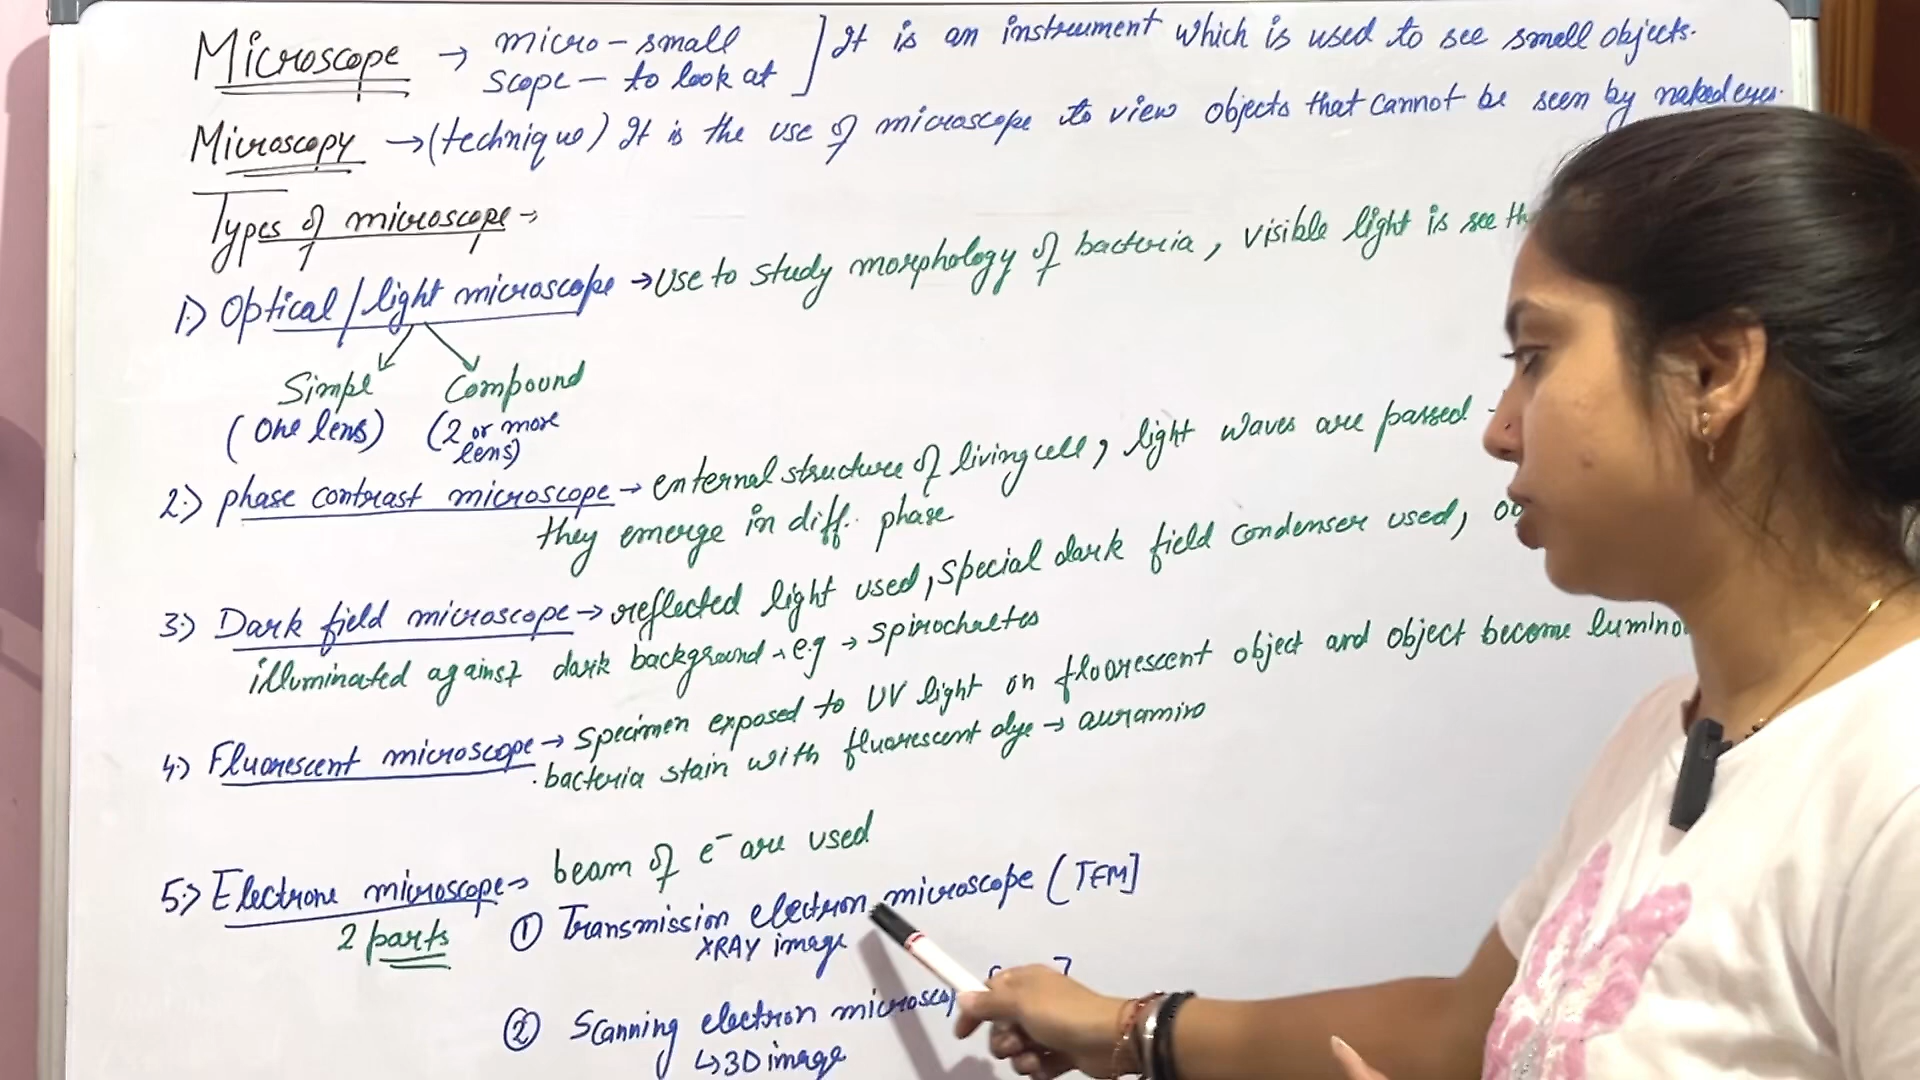 Microscope → micro - small ] It is an instrument which is used to see small objects.
scope - to look at
Microscopy → (technique) It is the use of microscope to view objects that cannot be seen by naked eyes.
Types of microscope →
1.) Optical / light microscope → Use to study morphology of bacteria, visible light is see
Simple Compound
(one lens) (2 or more lens)
2.) phase contrast microscope → enternal structure of living cell, light waves are passed
they emerge in diff. phase
3.) Dark field microscope → reflected light used, special dark field condenser used,
illuminated against dark background. e.g → spirochaetes
4.) Fluorescent microscope → specimen exposed to UV light on floorescent object and object become
. bacteria stain with fluorescent dye → auramino
5.) Electrone microscope → beam of e⁻ are used
2 parts
① Transmission electron microscope (TEM]
XRAY image
② Scanning electron
↳ 3D image